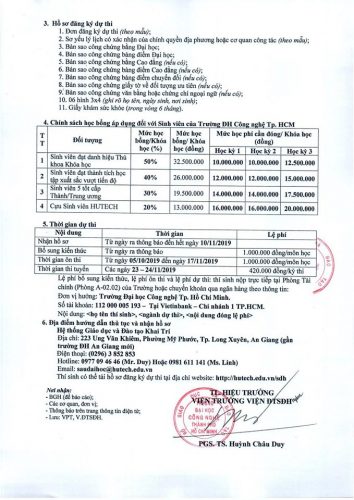 3. Hồ sơ đăng ký dự thi
1. Đơn đăng ký dự thi (theo mẫu);
2. Sơ yếu lý lịch có xác nhận của chính quyền địa phương hoặc cơ quan công tác (theo mẫu);
3. Bản sao công chứng bằng Đại học;
4. Bản sao công chứng bảng điểm Đại học;
5. Bản sao công chứng bằng Cao đẳng (nếu có);
6. Bản sao công chứng bảng điểm Cao đẳng (nếu có);
7. Bản sao công chứng bảng điểm chuyển đổi (nếu có);
8. Bản sao công chứng giấy tờ về đối tượng ưu tiên (nếu có);
9. Bản sao công chứng văn bằng hoặc chứng chỉ ngoại ngữ (nếu có);
10. 06 hình 3x4 (ghi rõ họ tên, ngày sinh, nơi sinh);
11. Giấy khám sức khỏe (trong vòng 6 tháng).
4. Chính sách học bổng áp dụng đối với Sinh viên của Trường ĐH Công nghệ Tp. HCM
TT Đối tượng Mức học bổng/Khóa học (%) Mức học bổng/ Khóa học (đồng) Mức học phí cần đóng/ Khóa học (đồng)
Học kỳ 1 Học kỳ 2 Học kỳ 3
1 Sinh viên đạt danh hiệu Thủ khoa Khóa học 50% 32.500.000 10.000.000 10.000.000 12.500.000
2 Sinh viên đạt thành tích học tập xuất sắc vượt tiến độ 40% 26.000.000 12.000.000 12.000.000 15.000.000
3 Sinh viên 5 tốt cấp Thành/Trung ương 30% 19.500.000 14.000.000 14.000.000 17.500.000
4 Cựu Sinh viên HUTECH 20% 13.000.000 16.000.000 16.000.000 20.000.000
5. Thời gian dự thi
Nội dung Thời gian Lệ phí
Nhận hồ sơ Từ ngày ra thông báo đến hết ngày 10/11/2019
Bổ sung kiến thức Từ ngày ra thông báo 1.000.000 đồng/môn học
Thời gian ôn thi Từ ngày 05/10/2019 đến ngày 17/11/2019 1.000.000 đồng/môn học
Thời gian thi tuyển Các ngày 23 – 24/11/2019 420.000 đồng/kỳ thi
Lệ phí bổ sung kiến thức, lệ phí ôn thi và lệ phí dự thi: thí sinh nộp trực tiếp tại Phòng Tài chính (Phòng A-02.02) của Trường hoặc chuyển khoản qua ngân hàng theo thông tin:
Đơn vị hưởng: Trường Đại học Công nghệ Tp. Hồ Chí Minh.
Số tài khoản: 112 000 005 193 – Tại Vietinbank – Chi nhánh 1 TP.HCM.
Nội dung: <họ tên thí sinh>, <ngành dự thi>, <nội dung đóng lệ phí>
6. Địa điểm hướng dẫn thủ tục và nhận hồ sơ
Hệ thống Giáo dục và Đào tạo Khai Trí
Địa chỉ: 223 Ung Văn Khiêm, Phường Mỹ Phước, Tp. Long Xuyên, An Giang (gần trường ĐH An Giang mới)
Điện thoại: (0296) 3 852 853
Hotline: 0977 09 46 46 (Mr. Duy) Hoặc 0981 611 141 (Ms. Linh)
Email: saudaihoc@hutech.edu.vn
Thí sinh có thể tải hồ sơ đăng ký dự thi tại địa chỉ website: http://hutech.edu.vn/sdh
Nơi nhận:
- BGH (để báo cáo);
- Các cơ quan, đơn vị;
- Thông báo trên trang thông tin điện tử;
- Lưu: VPT, V.ĐTSĐH.
TL. HIỆU TRƯỞNG
VIỆN TRƯỞNG VIỆN ĐTSĐH
TRƯỜNG
ĐẠI HỌC
CÔNG NGHỆ
THÀNH PHỐ
HỒ CHÍ MINH
PGS. TS. Huỳnh Châu Duy